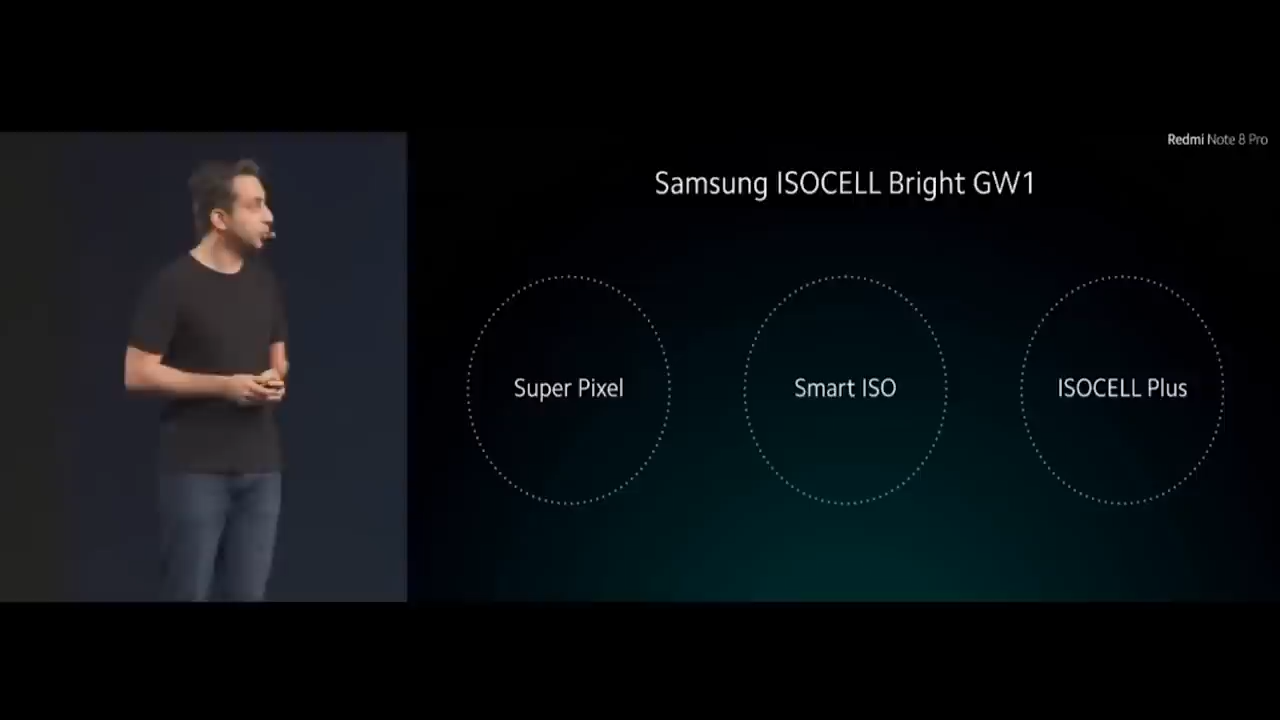 Redmi Note 8 Pro
Samsung ISOCELL Bright GW1
Super Pixel
Smart ISO
ISOCELL Plus